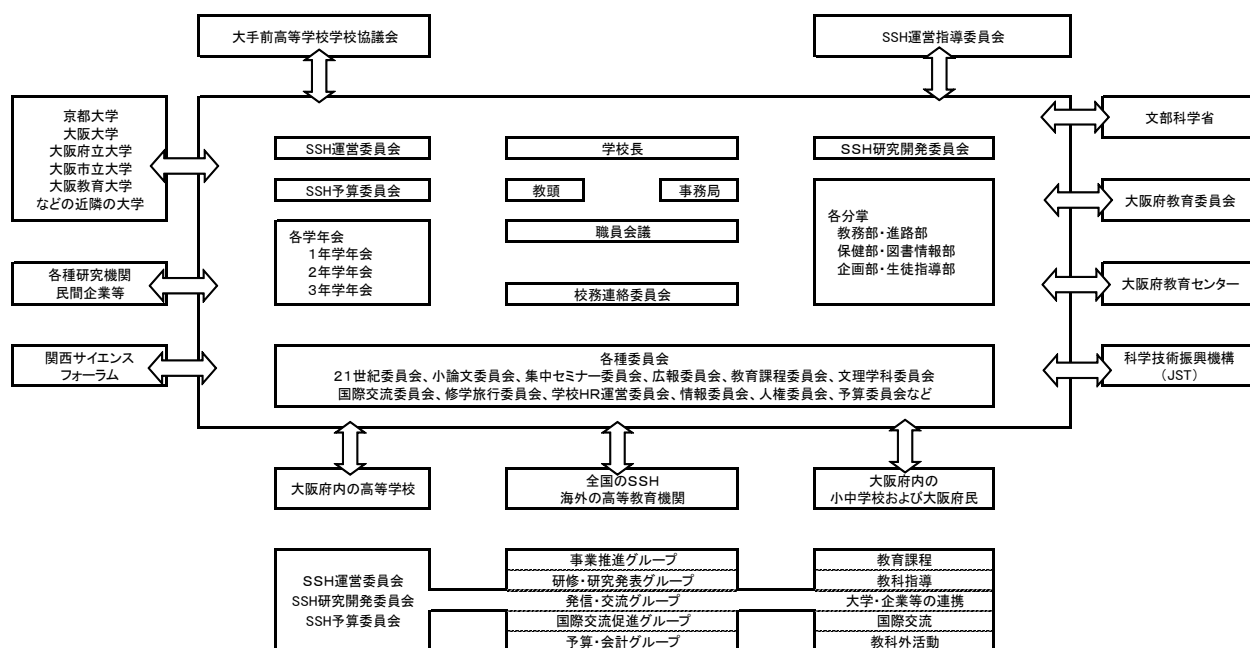 大手前高等学校学校協議会
SSH運営指導委員会
京都大学
大阪大学
大阪府立大学
大阪市立大学
大阪教育大学
などの近隣の大学
各種研究機関
民間企業等
関西サイエンス
フォーラム
SSH運営委員会
学校長
SSH研究開発委員会
SSH予算委員会
教頭
事務局
各学年会
1年学年会
2年学年会
3年学年会
職員会議
校務連絡委員会
各分掌
教務部・進路部
保健部・図書情報部
企画部・生徒指導部
各種委員会
21世紀委員会、小論文委員会、集中セミナー委員会、広報委員会、教育課程委員会、文理学科委員会
国際交流委員会、修学旅行委員会、学校HR運営委員会、情報委員会、人権委員会、予算委員会など
文部科学省
大阪府教育委員会
大阪府教育センター
科学技術振興機構
(JST)
大阪府内の高等学校
全国のSSH
海外の高等教育機関
大阪府内の
小中学校および大阪府民
SSH運営委員会
SSH研究開発委員会
SSH予算委員会
事業推進グループ
研修・研究発表グループ
発信・交流グループ
国際交流促進グループ
予算・会計グループ
教育課程
教科指導
大学・企業等の連携
国際交流
教科外活動